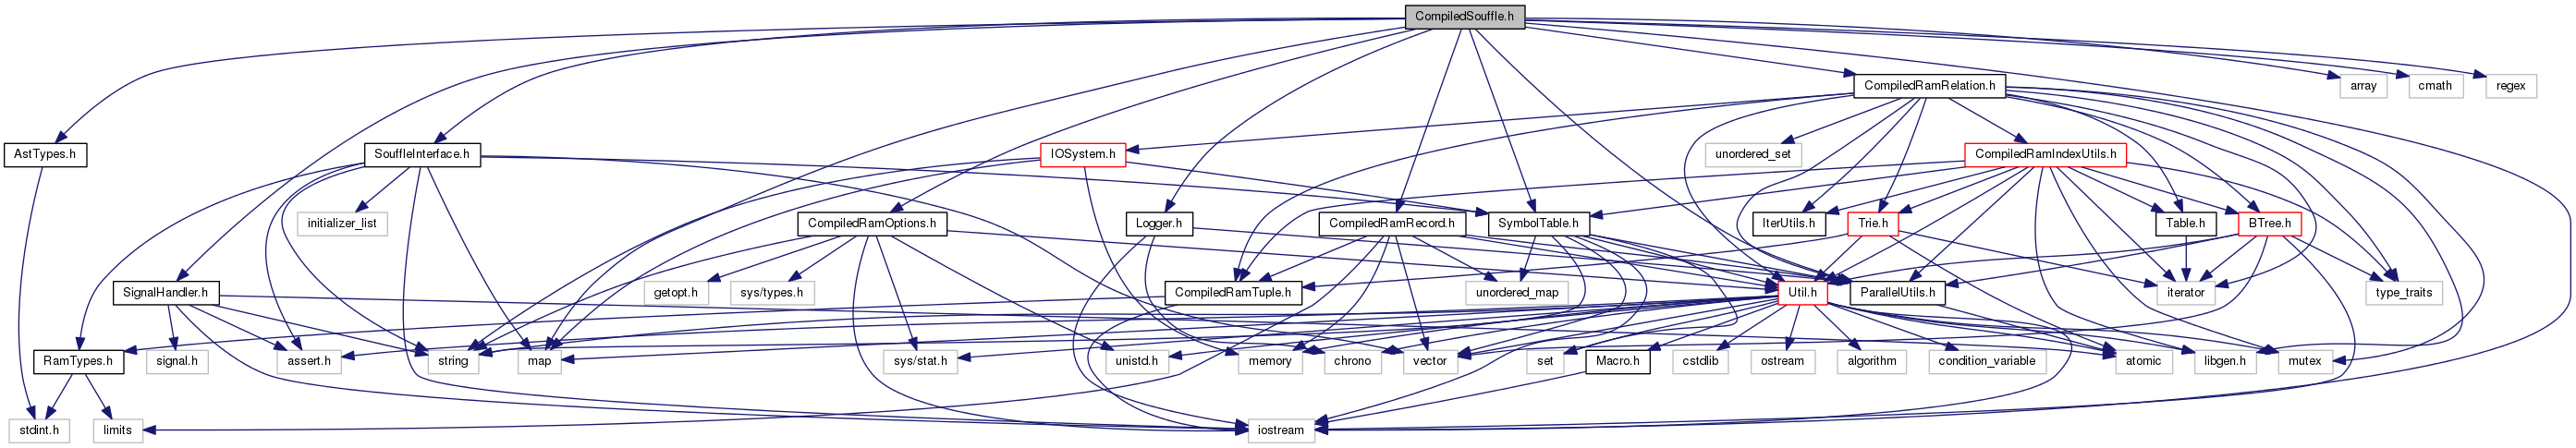 CompiledSouffle.h
CompiledRamRelation.h
array
cmath
regex
AstTypes.h
SouffleInterface.h
IOSystem.h
unordered_set
CompiledRamIndexUtils.h
initializer_list
CompiledRamOptions.h
Logger.h
CompiledRamRecord.h
SymbolTable.h
IterUtils.h
Trie.h
Table.h
BTree.h
SignalHandler.h
getopt.h
sys/types.h
CompiledRamTuple.h
unordered_map
Util.h
ParallelUtils.h
iterator
type_traits
RamTypes.h
signal.h
assert.h
string
map
sys/stat.h
unistd.h
memory
chrono
vector
set
Macro.h
cstdlib
ostream
algorithm
condition_variable
atomic
libgen.h
mutex
stdint.h
limits
iostream